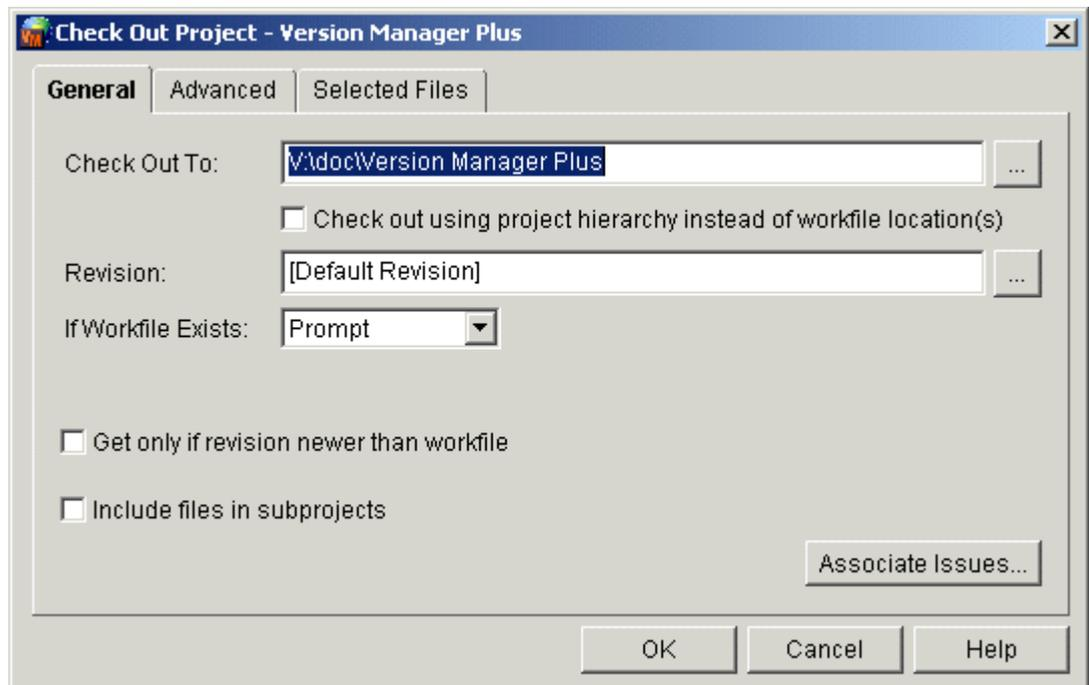 Check Out Project - Version Manager Plus
General Advanced Selected Files
Check Out To: V:\doc\Version Manager Plus ...
Check out using project hierarchy instead of workfile location(s)
Revision: [Default Revision] ...
If Workfile Exists: Prompt
Get only if revision newer than workfile
Include files in subprojects
Associate Issues...
OK Cancel Help